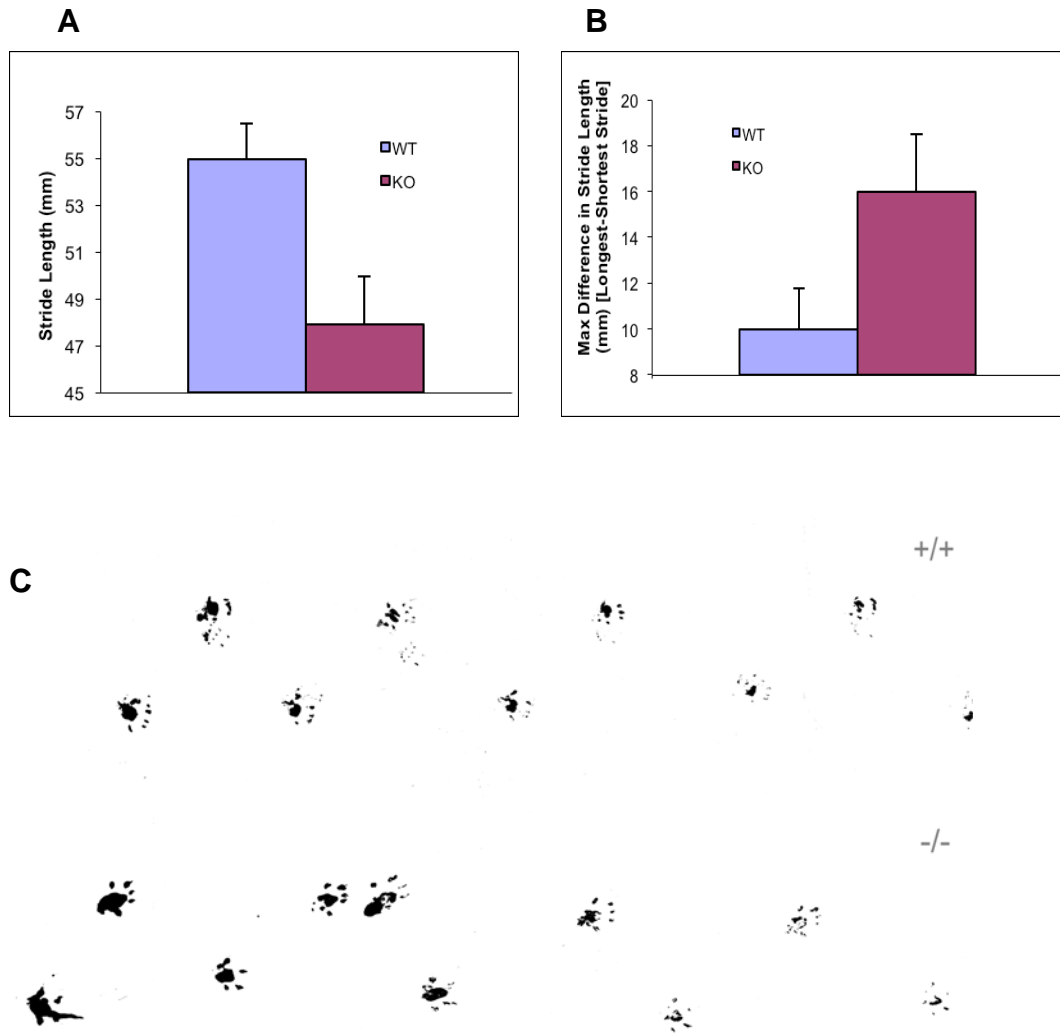 A
Stride Length (mm)
57
55
53
51
49
47
45
WT
KO
B
Max Difference in Stride Length
(mm) [Longest-Shortest Stride]
20
18
16
14
12
10
8
WT
KO
C
+/+
-/-